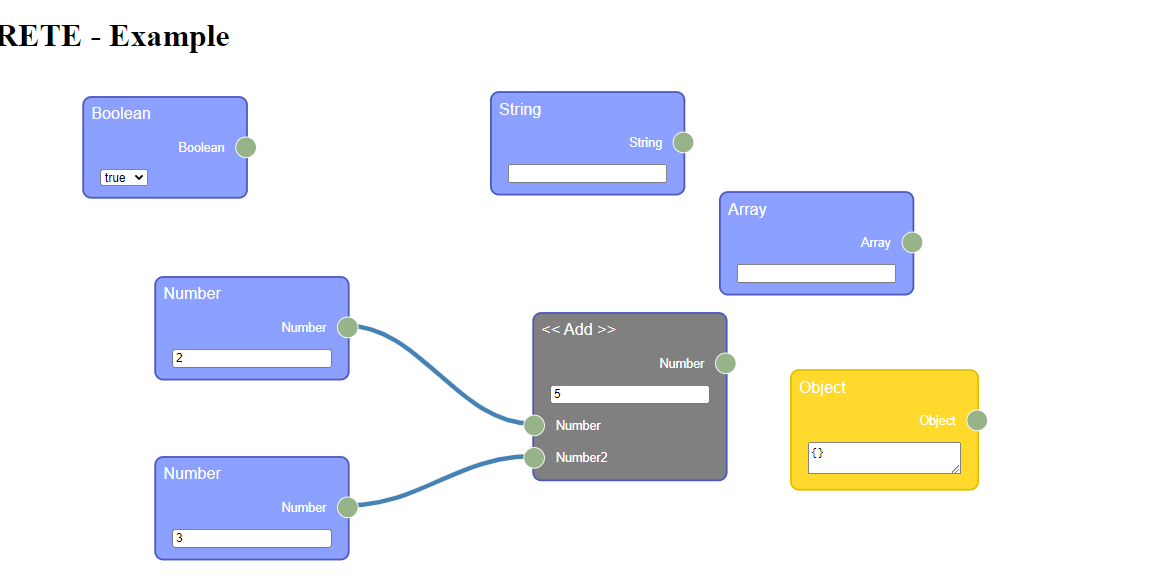 RETE - Example
Boolean
Boolean
true
String
String
Array
Array
Number
Number
2
<< Add >>
Number
5
Number
Number2
Object
Object
{}
Number
Number
3